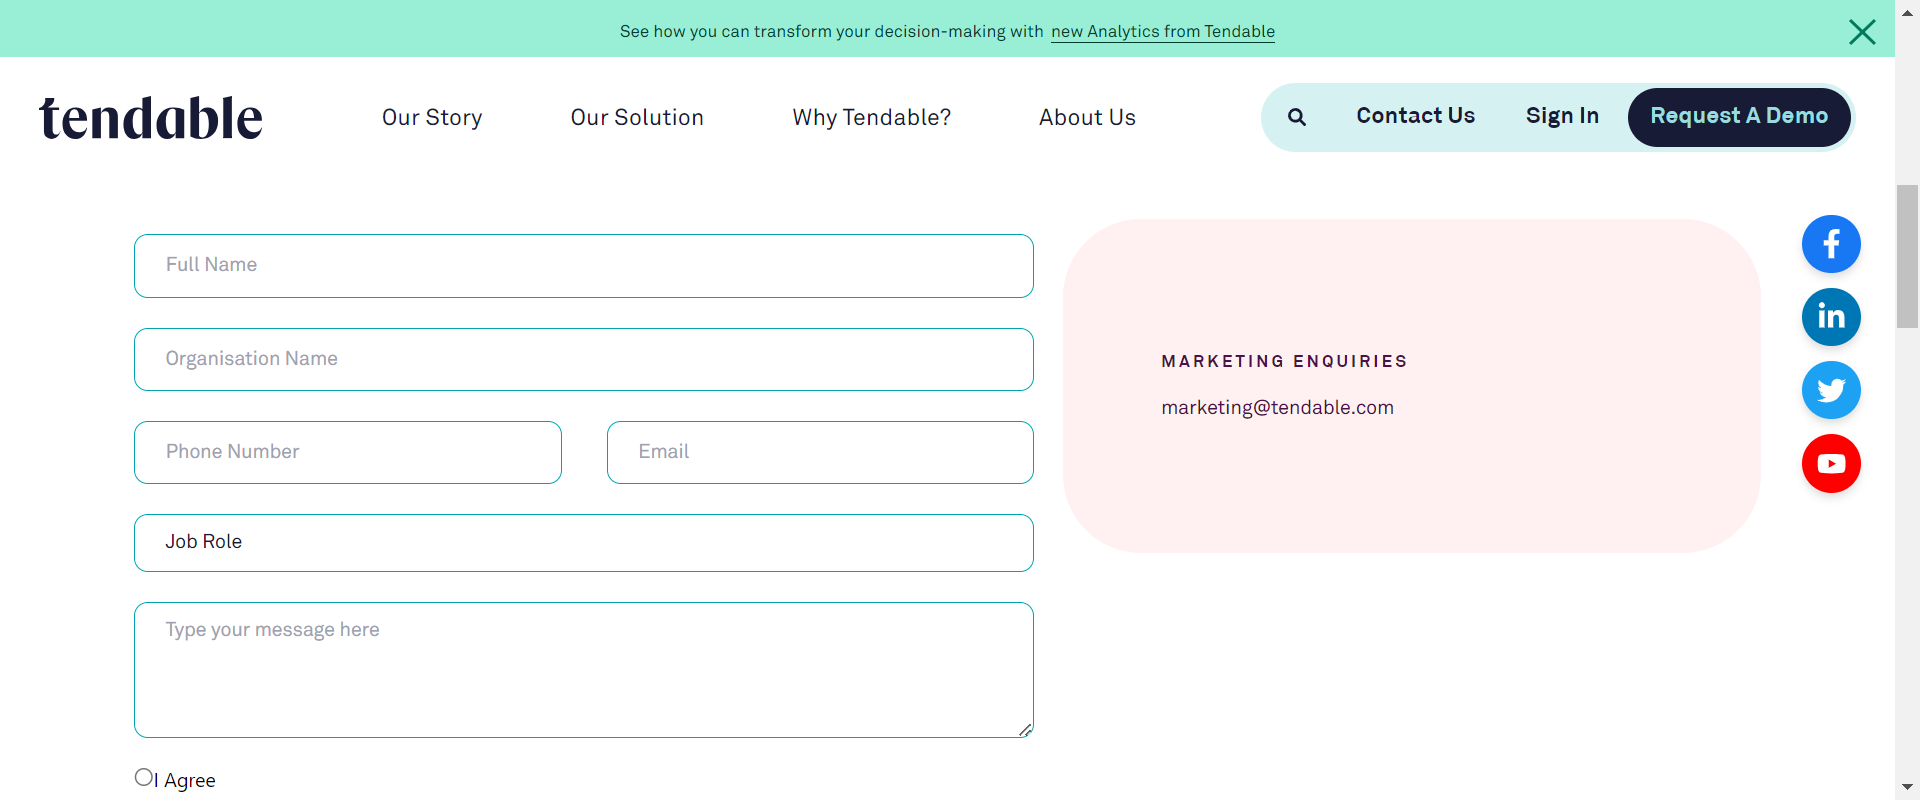 See how you can transform your decision-making with new Analytics from Tendable
tendable
Our Story
Our Solution
Why Tendable?
About Us
Contact Us
Sign In
Request A Demo
Full Name
Organisation Name
Phone Number
Email
Job Role
Type your message here
I Agree
MARKETING ENQUIRIES
marketing@tendable.com